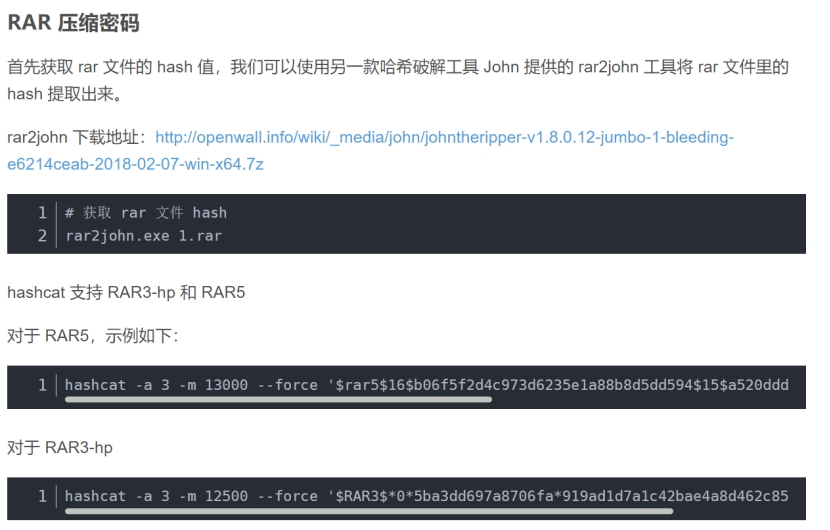 RAR 压缩密码
首先获取 rar 文件的 hash 值，我们可以使用另一款哈希破解工具 John 提供的 rar2john 工具将 rar 文件里的
hash 提取出来。
rar2john 下载地址：http://openwall.info/wiki/_media/john/johntheripper-v1.8.0.12-jumbo-1-bleeding-
e6214ceab-2018-02-07-win-x64.7z
1 # 获取 rar 文件 hash
2 rar2john.exe 1.rar
hashcat 支持 RAR3-hp 和 RAR5
对于 RAR5，示例如下：
1 hashcat -a 3 -m 13000 --force '$rar5$16$b06f5f2d4c973d6235e1a88b8d5dd594$15$a520ddd
对于 RAR3-hp
1 hashcat -a 3 -m 12500 --force '$RAR3$*0*5ba3dd697a8706fa*919ad1d7a1c42bae4a8d462c85